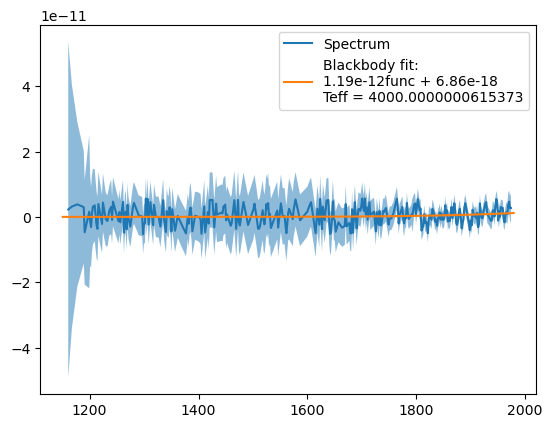 1e−11
Spectrum
Blackbody fit:
1.19e-12func + 6.86e-18
Teff = 4000.0000000615373
4
2
0
−2
−4
1200 1400 1600 1800 2000